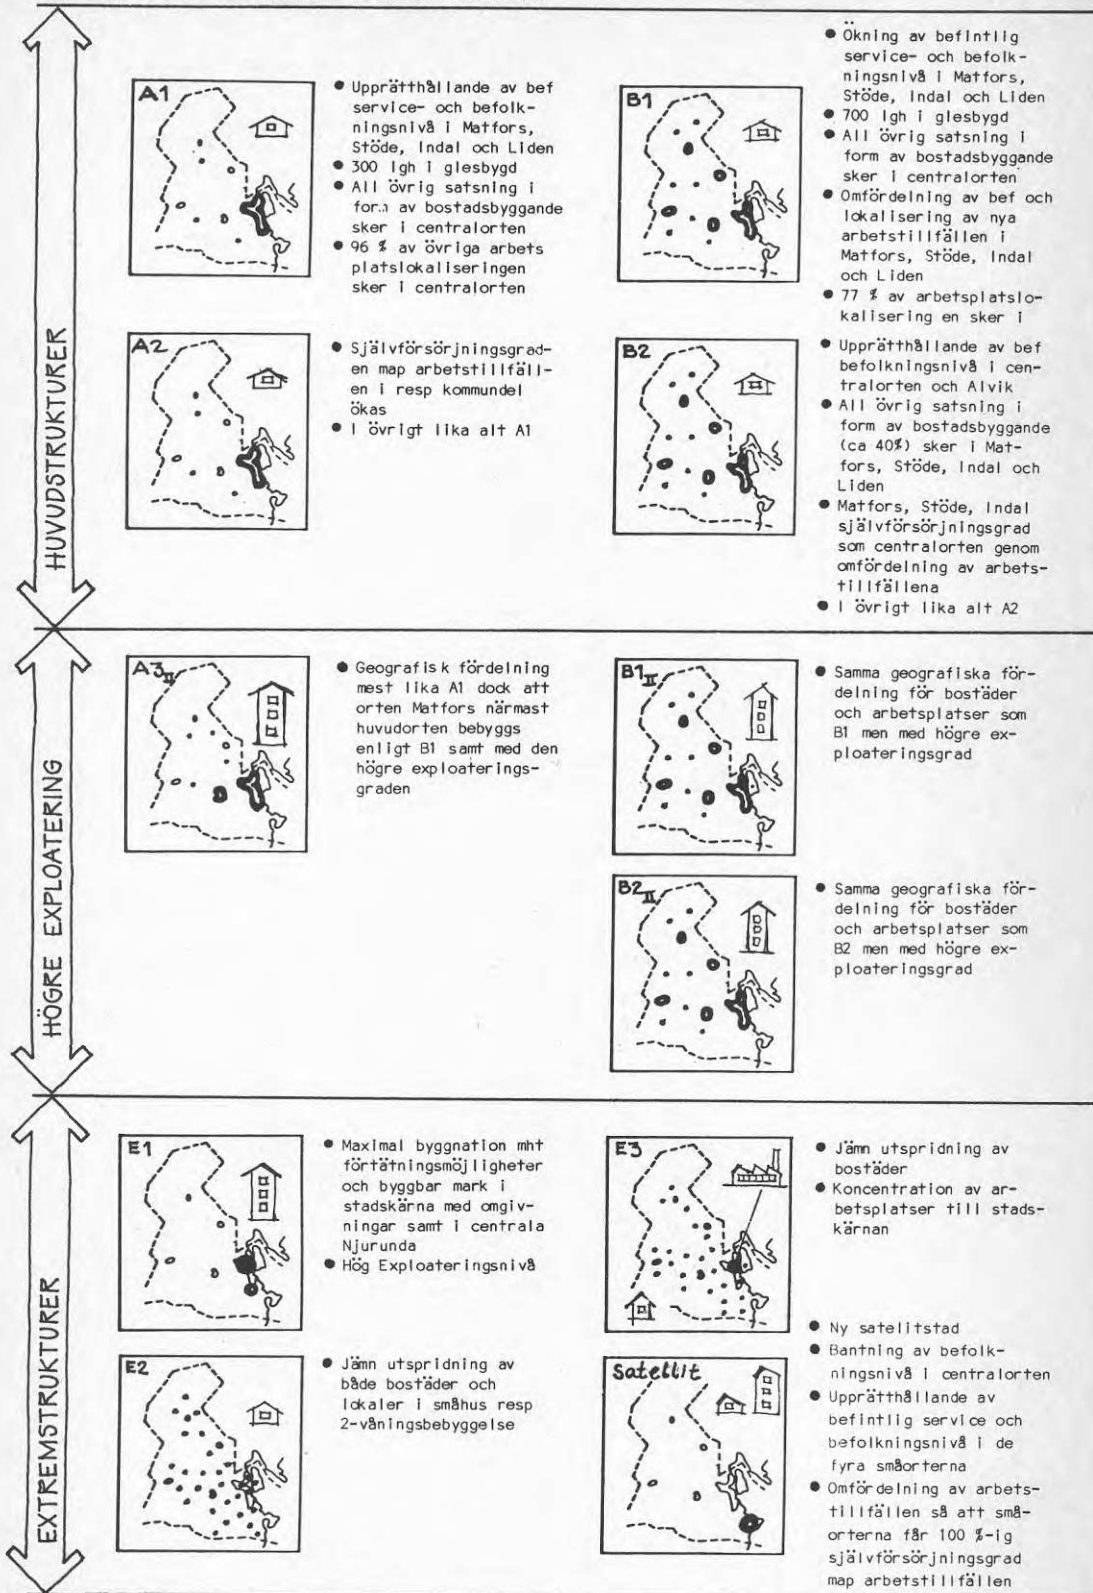 HUVUDSTRUKTURER
A1
● Upprätthållande av bef
service- och befolk-
ningsnivå i Matfors,
Stöde, Indal och Liden
● 300 lgh i glesbygd
● All övrig satsning i
form av bostadsbyggande
sker i centralorten
● 96 % av övriga arbets
platslokaliseringen
sker i centralorten
B1
● Ökning av befintlig
service- och befolk-
ningsnivå i Matfors,
Stöde, Indal och Liden
● 700 lgh i glesbygd
● All övrig satsning i
form av bostadsbyggande
sker i centralorten
● Omfördelning av bef och
lokalisering av nya
arbetstillfällen i
Matfors, Stöde, Indal
och Liden
● 77 % av arbetsplatslo-
kalisering en sker i
A2
● Självförsörjningsgrad-
en map arbetstillfäll-
en i resp kommundel
ökas
● I övrigt lika alt A1
B2
● Upprätthållande av bef
befolkningsnivå i cen-
tralorten och Alvik
● All övrig satsning i
form av bostadsbyggande
(ca 40%) sker i Mat-
fors, Stöde, Indal och
Liden
● Matfors, Stöde, Indal
självförsörjningsgrad
som centralorten genom
omfördelning av arbets-
tillfällena
● I övrigt lika alt A2
HÖGRE EXPLOATERING
A3 II
● Geografisk fördelning
mest lika A1 dock att
orten Matfors närmast
huvudorten bebyggs
enligt B1 samt med den
högre exploaterings-
graden
B1 II
● Samma geografiska för-
delning för bostäder
och arbetsplatser som
B1 men med högre ex-
ploateringsgrad
B2 II
● Samma geografiska för-
delning för bostäder
och arbetsplatser som
B2 men med högre ex-
ploateringsgrad
EXTREMSTRUKTURER
E1
● Maximal byggnation mht
förtätningsmöjligheter
och byggbar mark i
stadskärna med omgiv-
ningar samt i centrala
Njurunda
● Hög Exploateringsnivå
E3
● Jämn utspridning av
bostäder
● Koncentration av ar-
betsplatser till stads-
kärnan
E2
● Jämn utspridning av
både bostäder och
lokaler i småhus resp
2-våningsbebyggelse
Satellit
● Ny satelitstad
● Bantning av befolk-
ningsnivå i centralorten
● Upprätthållande av
befintlig service och
befolkningsnivå i de
fyra småorterna
● Omfördelning av arbets-
tillfällen så att små-
orterna får 100 %-ig
självförsörjningsgrad
map arbetstillfällen